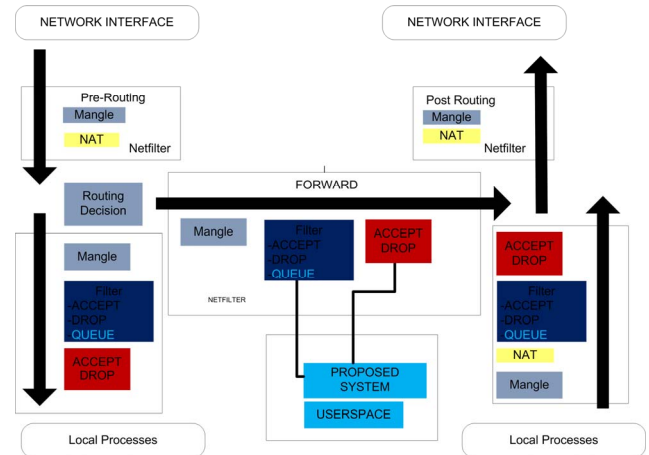 NETWORK INTERFACE
NETWORK INTERFACE
Pre-Routing
Mangle
NAT
Netfilter
Post Routing
Mangle
NAT
Netfilter
Routing
Decision
FORWARD
Mangle
Filter
-ACCEPT
-DROP
-QUEUE
ACCEPT
DROP
NETFILTER
Mangle
Filter
-ACCEPT
-DROP
-QUEUE
ACCEPT
DROP
ACCEPT
DROP
Filter
-ACCEPT
-DROP
-QUEUE
NAT
Mangle
PROPOSED
SYSTEM
USERSPACE
Local Processes
Local Processes